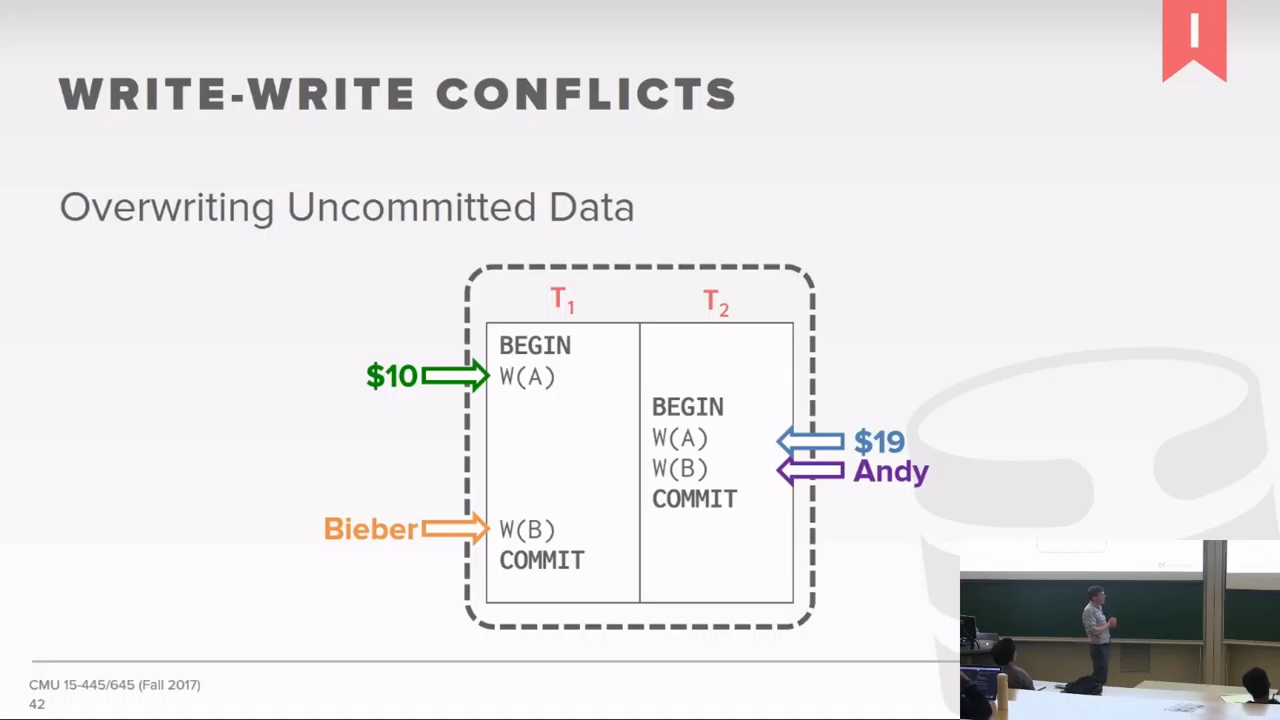 I
WRITE-WRITE CONFLICTS
Overwriting Uncommitted Data
T1 T2
BEGIN
$10 W(A)
BEGIN
W(A) $19
W(B) Andy
COMMIT
Bieber W(B)
COMMIT
CMU 15-445/645 (Fall 2017)
42